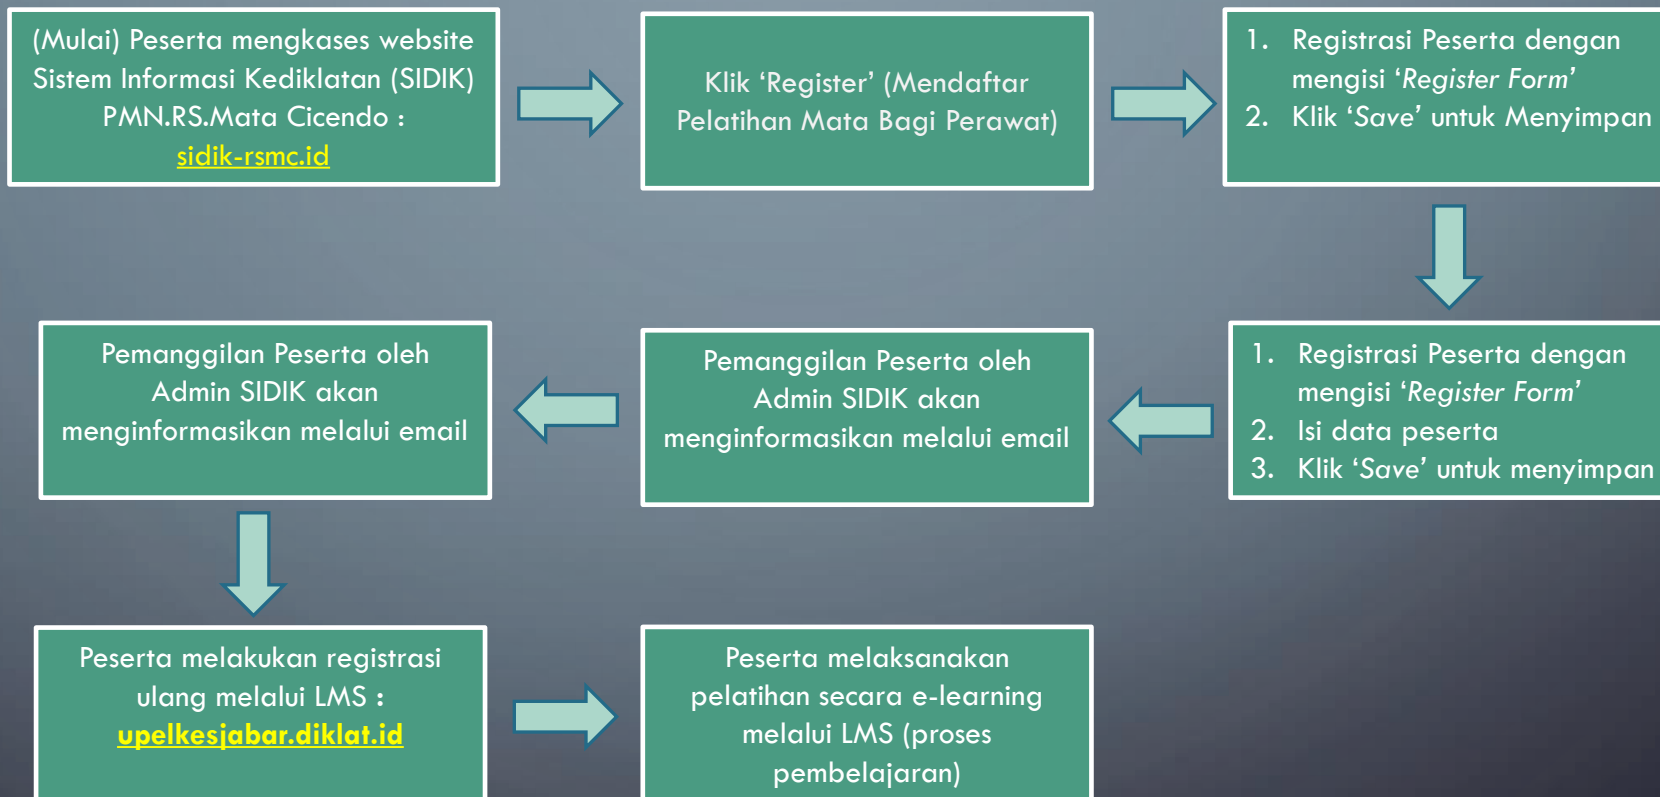 (Mulai) Peserta mengkases website
Sistem Informasi Kediklatan (SIDIK)
PMN.RS.Mata Cicendo :
sidik-rsmc.id
Klik ‘Register’ (Mendaftar
Pelatihan Mata Bagi Perawat)
1. Registrasi Peserta dengan
mengisi ‘Register Form’
2. Klik ‘Save’ untuk Menyimpan
1. Registrasi Peserta dengan
mengisi ‘Register Form’
2. Isi data peserta
3. Klik ‘Save’ untuk menyimpan
Pemanggilan Peserta oleh
Admin SIDIK akan
menginformasikan melalui email
Pemanggilan Peserta oleh
Admin SIDIK akan
menginformasikan melalui email
Peserta melakukan registrasi
ulang melalui LMS :
upelkesjabar.diklat.id
Peserta melaksanakan
pelatihan secara e-learning
melalui LMS (proses
pembelajaran)